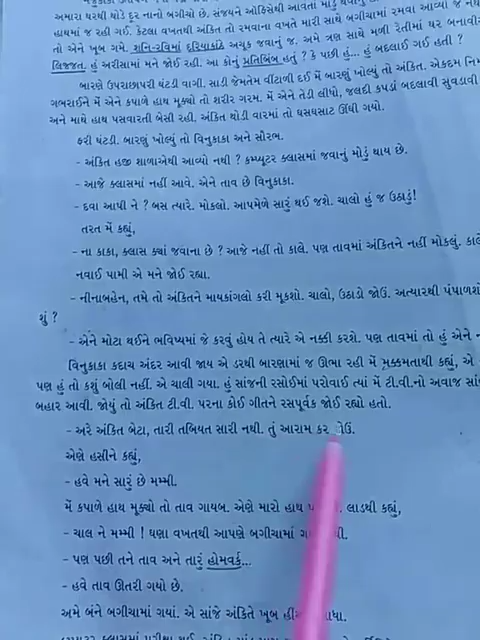 અમારા ઘરથી થોડે દૂર નાનો બગીચો છે. સંજયને ઓફિસેથી આવતાં મોડું
હાથમાં જ રહી ગઈ. કેટલા વખતથી અંકિત તો રમવાના વખતે મારી સાથે બગીચામાં રમવા આવ્યો જ
તો એને ખૂબ ગમે. શનિ-રવિમાં દરિયાકાંઠે અચૂક જવાનું જ. અમે ત્રણ સાથે મળી રેતીમાં ઘર
લિજ્જત. હું અરીસામાં મને જોઈ રહી. આ કોનું પ્રતિબિંબ હતું ? કે પછી હું... હું બદલાઈ ગઈ હતી ?
બારણે ઉપરાછાપરી ઘંટડી વાગી. સાડી જેમતેમ વીંટાળી દઈ મેં બારણું ખોલ્યું તો અંકિત. એકદમ
ગભરાઈને મેં એને કપાળે હાથ મૂક્યો તો શરીર ગરમ. મેં એને તેડી લીધો, જલદી કપડાં બદલાવી સુવડાવી
અને માથે હાથ પસવારતી બેસી રહી. અંકિત થોડી વારમાં તો ઘસઘસાટ ઊંઘી ગયો.
ફરી ઘંટડી. બારણું ખોલ્યું તો વિનુકાકા અને સૌરભ.
- અંકિત હજી શાળાએથી આવ્યો નથી ? કમ્પ્યૂટર ક્લાસમાં જવાનું મોડું થાય છે.
- આજે ક્લાસમાં નહીં આવે. એને તાવ છે વિનુકાકા.
- દવા આપી ને ? બસ ત્યારે. મોકલો. આપમેળે સારું થઈ જશે. ચાલો હું જ ઉઠાડું!
તરત મેં કહ્યું,
- ના કાકા, ક્લાસ ક્યાં જવાના છે ? આજે નહીં તો કાલે. પણ તાવમાં અંકિતને નહીં મોકલું.
નવાઈ પામી એ મને જોઈ રહ્યા.
- નીનાબહેન, તમે તો અંકિતને માયકાંગલો કરી મૂકશો. ચાલો, ઉઠાડો જોઉં. અત્યારથી પંપાળશો
શું ?
- એને મોટા થઈને ભવિષ્યમાં જે કરવું હોય તે ત્યારે એ નક્કી કરશે. પણ તાવમાં તો હું એને
વિનુકાકા કદાચ અંદર આવી જાય એ ડરથી બારણામાં જ ઊભા રહી મેં મક્કમતાથી કહ્યું, એ
પણ હું તો કશું બોલી નહીં. એ ચાલી ગયા. હું સાંજની રસોઈમાં પરોવાઈ ત્યાં મેં ટી.વી.નો અવાજ
બહાર આવી. જોયું તો અંકિત ટી.વી. પરના કોઈ ગીતને રસપૂર્વક જોઈ રહ્યો હતો.
- અરે અંકિત બેટા, તારી તબિયત સારી નથી. તું આરામ કર
એણે હસીને કહ્યું,
- હવે મને સારું છે મમ્મી.
મેં કપાળે હાથ મૂક્યો તો તાવ ગાયબ. એણે મારો હાથ લાડથી કહ્યું,
- ચાલ ને મમ્મી ! ઘણા વખતથી આપણે બગીચામાં
- પણ પછી તને તાવ અને તારું હોમવર્ક...
- હવે તાવ ઊતરી ગયો છે.
અમે બંને બગીચામાં ગયાં. એ સાંજે અંકિતે ખૂબ